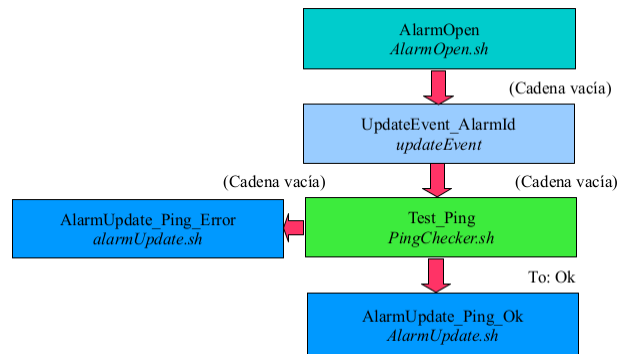 AlarmOpen
AlarmOpen.sh
(Cadena vacía)
UpdateEvent_AlarmId
updateEvent
(Cadena vacía)
(Cadena vacía)
AlarmUpdate_Ping_Error
alarmUpdate.sh
Test_Ping
PingChecker.sh
To: Ok
AlarmUpdate_Ping_Ok
AlarmUpdate.sh